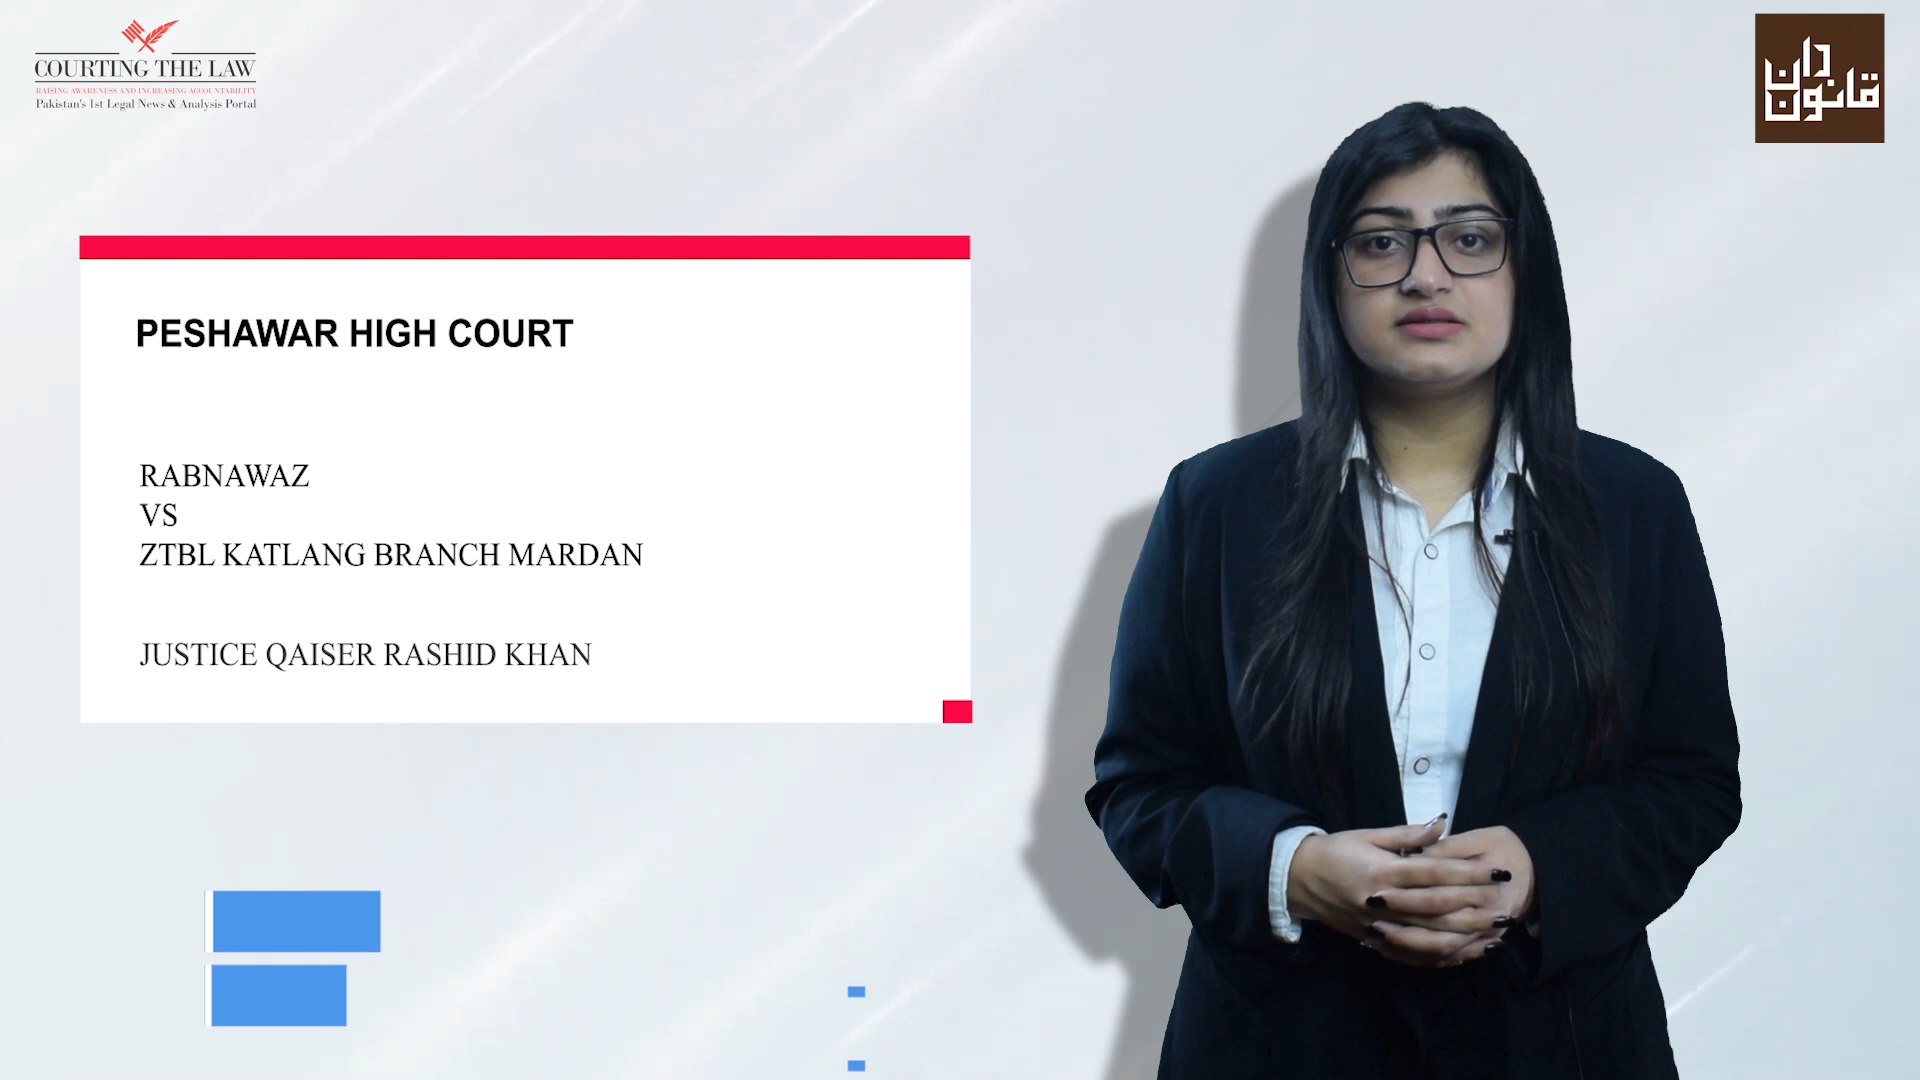 COURTING THE LAW
RAISING AWARENESS AND INCREASING ACCOUNTABILITY
Pakistan's 1st Legal News & Analysis Portal
قانون دان
PESHAWAR HIGH COURT
RABNAWAZ
VS
ZTBL KATLANG BRANCH MARDAN
JUSTICE QAISER RASHID KHAN